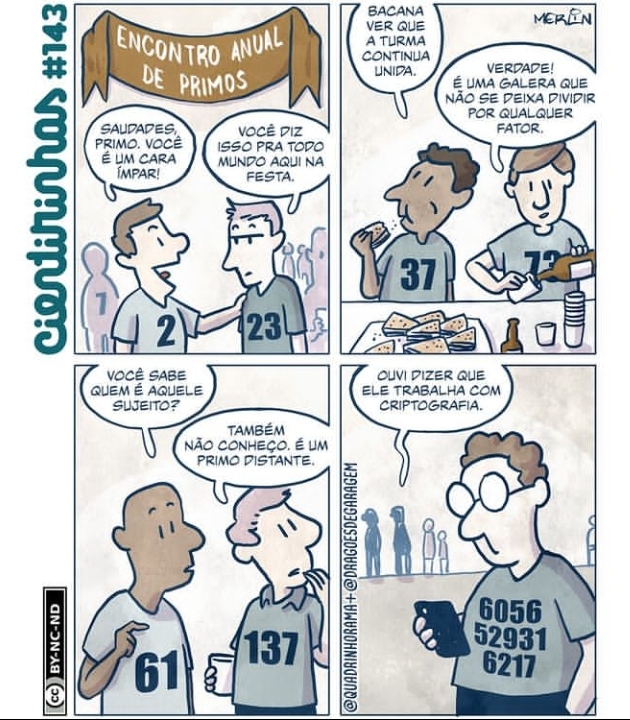 cientirinhas #143
ENCONTRO ANUAL
DE PRIMOS
SAUDADES,
PRIMO. VOCÊ
É UM CARA
ÍMPAR!
VOCÊ DIZ
ISSO PRA TODO
MUNDO AQUI NA
FESTA.
7
2
23
BACANA
VER QUE
A TURMA
CONTINUA
UNIDA.
MERLIN
VERDADE!
É UMA GALERA QUE
NÃO SE DEIXA DIVIDIR
POR QUALQUER
FATOR.
37
73
VOCÊ SABE
QUEM É AQUELE
SUJEITO?
TAMBÉM
NÃO CONHEÇO. É UM
PRIMO DISTANTE.
61
137
OUVI DIZER QUE
ELE TRABALHA COM
CRIPTOGRAFIA.
6056
52931
6217
@QUADRINHORAMA + @DRAGOESDEGARAGEM
cc BY-NC-ND